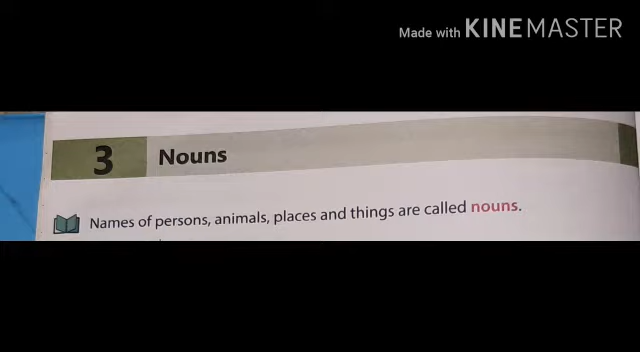 Made with KINEMASTER
3 Nouns
Names of persons, animals, places and things are called nouns.